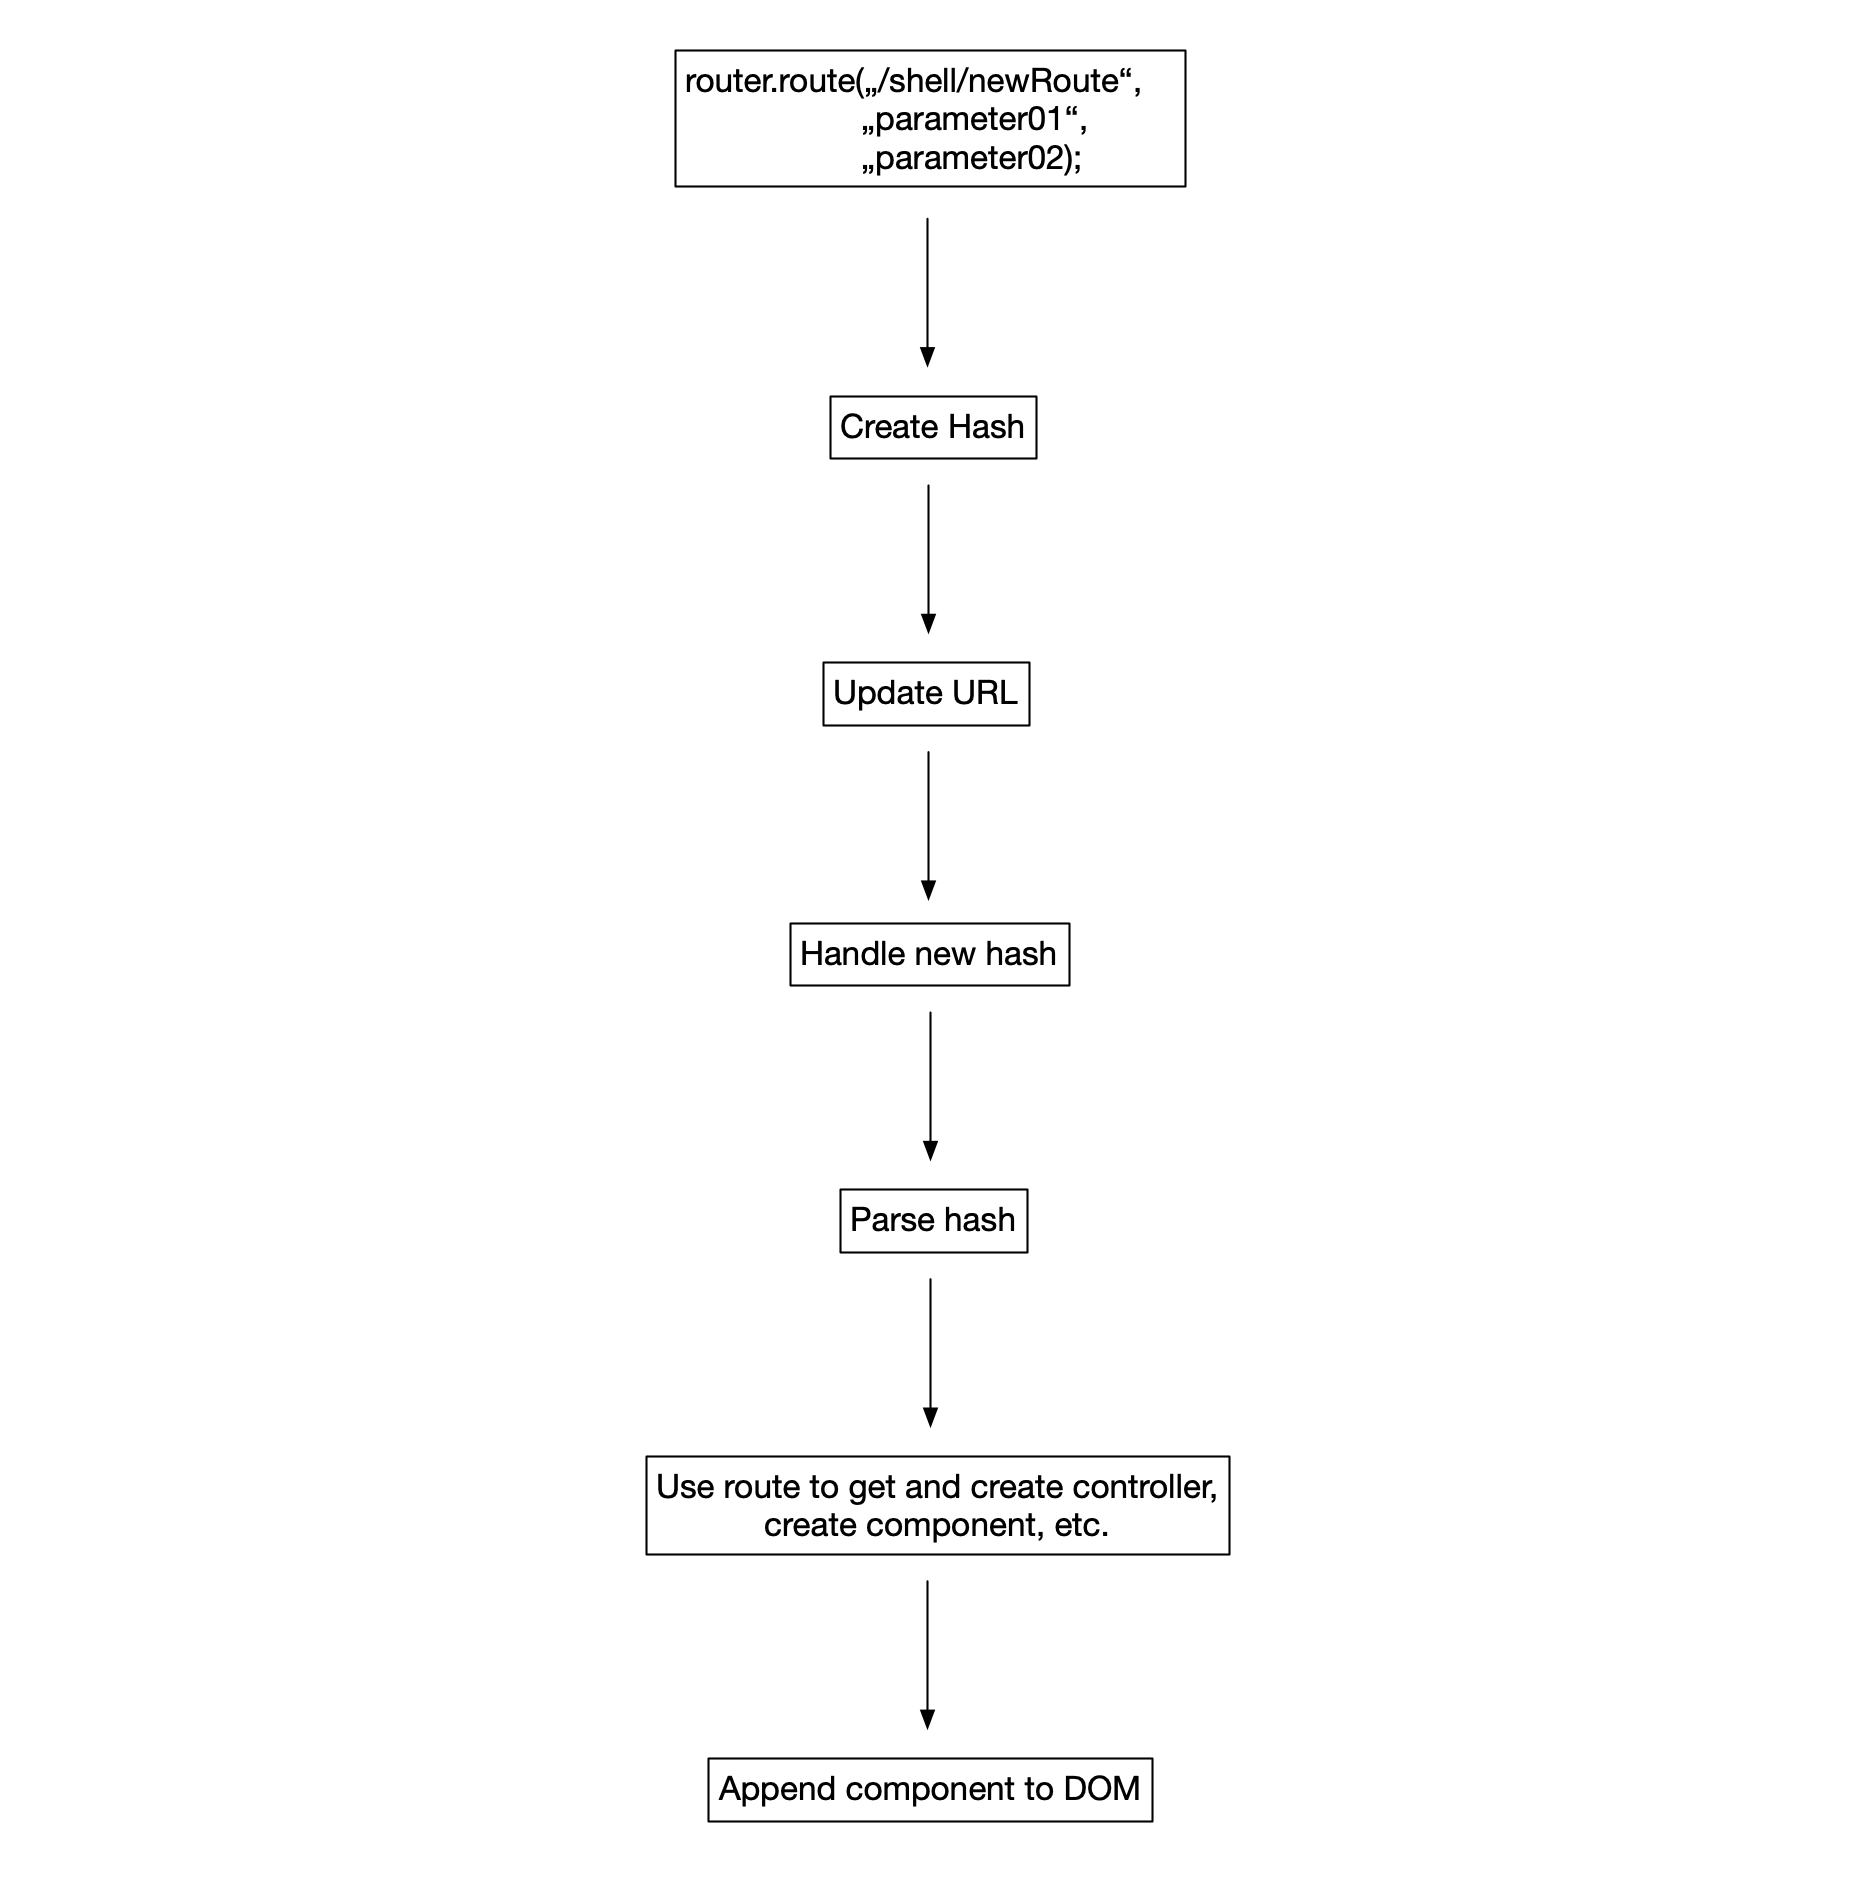 router.route(„/shell/newRoute“,
„parameter01“,
„parameter02);
Create Hash
Update URL
Handle new hash
Parse hash
Use route to get and create controller,
create component, etc.
Append component to DOM